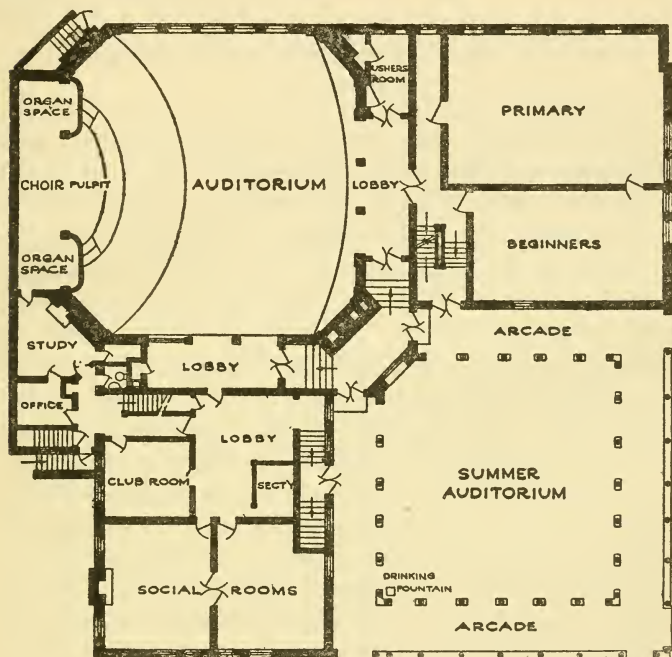 ORGAN
SPACE
USHERS
ROOM
PRIMARY
CHOIR PULPIT
AUDITORIUM
LOBBY
ORGAN
SPACE
BEGINNERS
STUDY
LOBBY
ARCADE
OFFICE
LOBBY
CLUB ROOM
SECTY
SUMMER
AUDITORIUM
SOCIAL ROOMS
DRINKING
FOUNTAIN
ARCADE